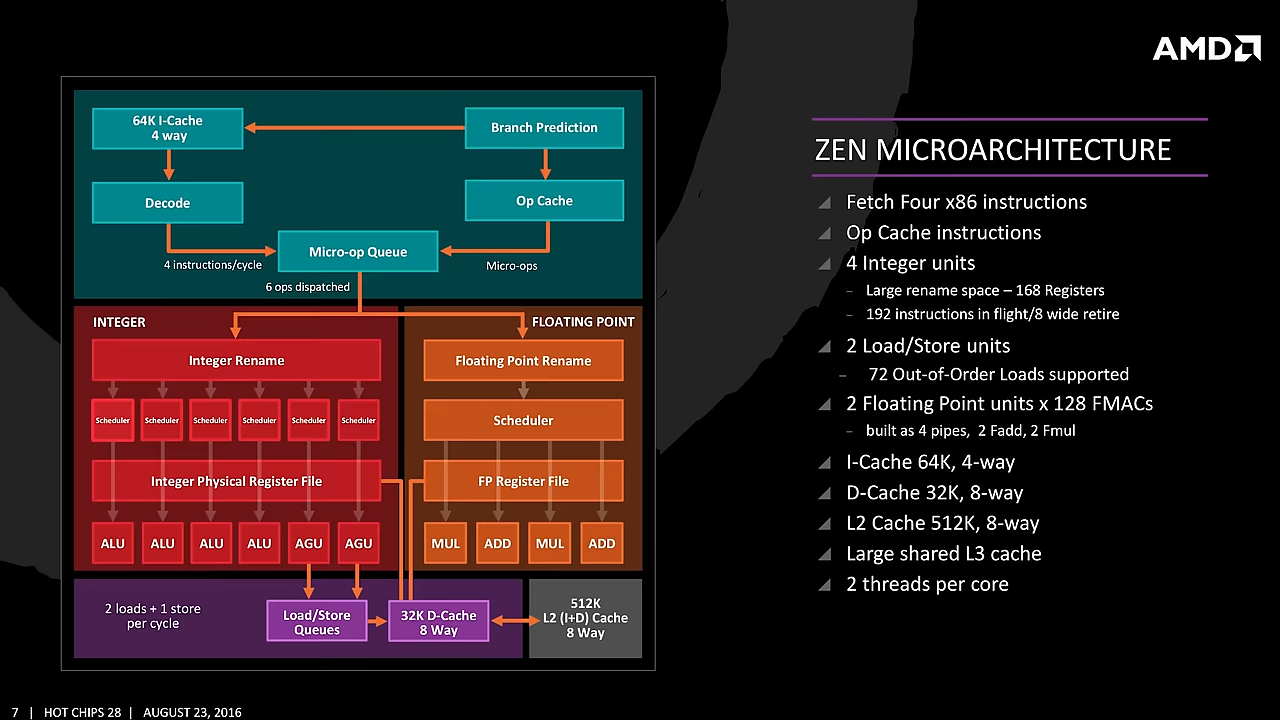 AMD
64K I-Cache
4 way
Branch Prediction
Decode
Op Cache
Micro-op Queue
4 instructions/cycle
Micro-ops
6 ops dispatched
INTEGER
FLOATING POINT
Integer Rename
Floating Point Rename
Scheduler Scheduler Scheduler Scheduler Scheduler Scheduler
Scheduler
Integer Physical Register File
FP Register File
ALU ALU ALU ALU AGU AGU
MUL ADD MUL ADD
2 loads + 1 store
per cycle
Load/Store
Queues
32K D-Cache
8 Way
512K
L2 (I+D) Cache
8 Way
ZEN MICROARCHITECTURE
Fetch Four x86 instructions
Op Cache instructions
4 Integer units
– Large rename space – 168 Registers
– 192 instructions in flight/8 wide retire
2 Load/Store units
– 72 Out-of-Order Loads supported
2 Floating Point units x 128 FMACs
– built as 4 pipes, 2 Fadd, 2 Fmul
I-Cache 64K, 4-way
D-Cache 32K, 8-way
L2 Cache 512K, 8-way
Large shared L3 cache
2 threads per core
7 | HOT CHIPS 28 | AUGUST 23, 2016